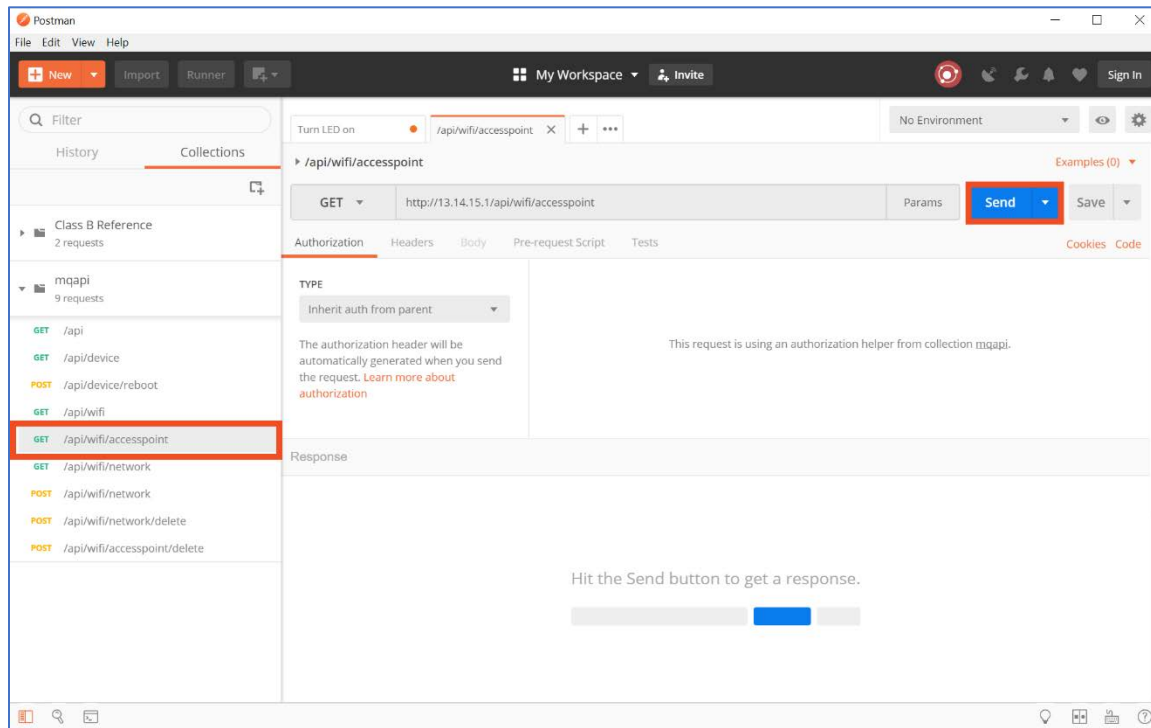 Postman
File Edit View Help
New Import Runner My Workspace Invite Sign In
Filter
History Collections
Class B Reference
2 requests
mqapi
9 requests
GET /api
GET /api/device
POST /api/device/reboot
GET /api/wifi
GET /api/wifi/accesspoint
GET /api/wifi/network
POST /api/wifi/network
POST /api/wifi/network/delete
POST /api/wifi/accesspoint/delete
Turn LED on /api/wifi/accesspoint No Environment
/api/wifi/accesspoint Examples (0)
GET http://13.14.15.1/api/wifi/accesspoint Params Send Save
Authorization Headers Body Pre-request Script Tests Cookies Code
TYPE
Inherit auth from parent
The authorization header will be
automatically generated when you send
the request. Learn more about
authorization
This request is using an authorization helper from collection mqapi.
Response
Hit the Send button to get a response.